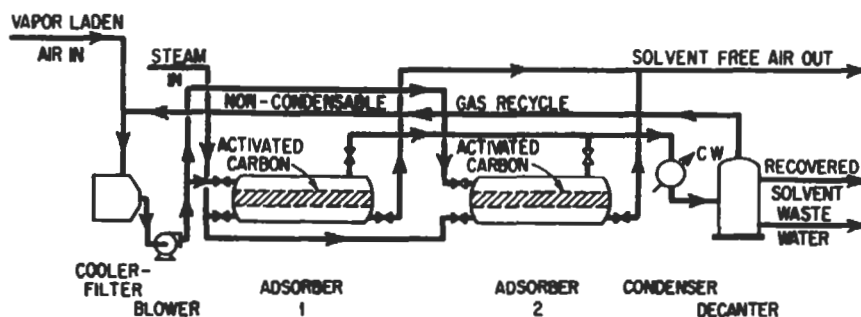 VAPOR LADEN
AIR IN
STEAM
IN
SOLVENT FREE AIR OUT
NON-CONDENSABLE GAS RECYCLE
ACTIVATED
CARBON
ACTIVATED
CARBON
CW
RECOVERED
SOLVENT
WASTE
WATER
COOLER-
FILTER
BLOWER
ADSORBER
1
ADSORBER
2
CONDENSER
DECANTER